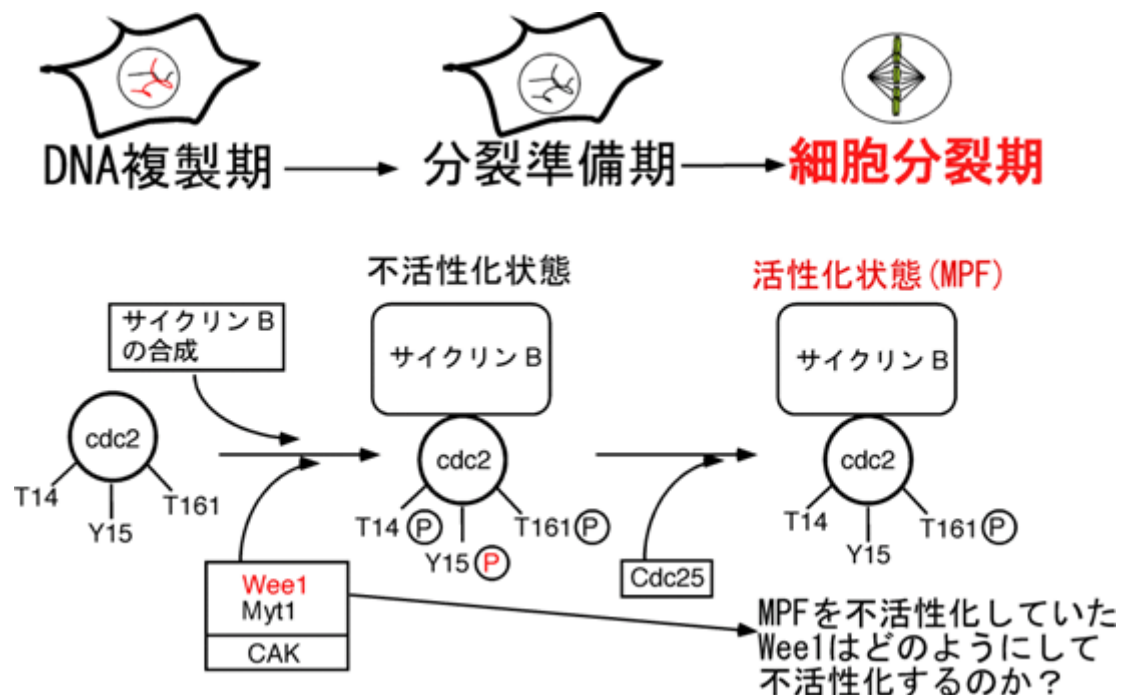 DNA複製期
分裂準備期
細胞分裂期
不活性化状態
活性化状態(MPF)
サイクリンB
の合成
サイクリンB
サイクリンB
cdc2
cdc2
cdc2
T14
Y15
T161
T14 P
Y15 P
T161 P
T14
Y15
T161 P
Wee1
Myt1
CAK
Cdc25
MPFを不活性化していた
Wee1はどのようにして
不活性化するのか？